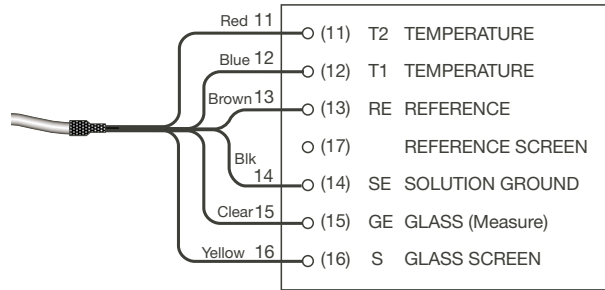 Red 11 (11) T2 TEMPERATURE
Blue 12 (12) T1 TEMPERATURE
Brown 13 (13) RE REFERENCE
(17) REFERENCE SCREEN
Blk
14 (14) SE SOLUTION GROUND
Clear 15 (15) GE GLASS (Measure)
Yellow 16 (16) S GLASS SCREEN